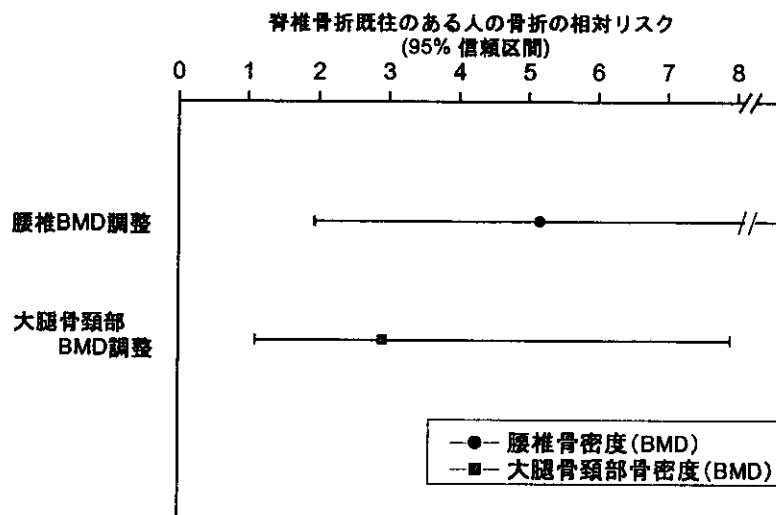 脊椎骨折既往のある人の骨折の相対リスク
(95% 信頼区間)
0 1 2 3 4 5 6 7 8
腰椎BMD調整
大腿骨頸部
BMD調整
腰椎骨密度(BMD)
大腿骨頸部骨密度(BMD)